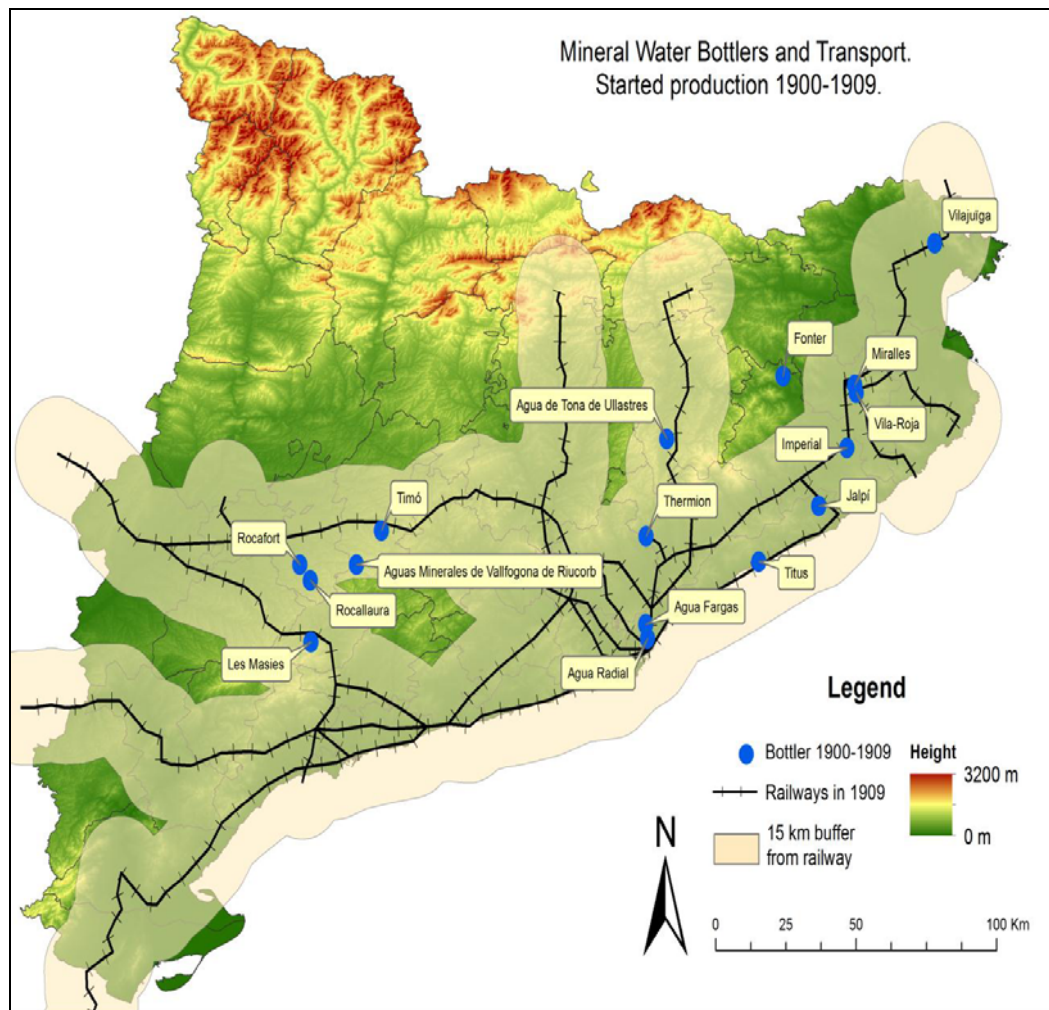 Mineral Water Bottlers and Transport.
Started production 1900-1909.
Vilajuïga
Fonter
Miralles
Agua de Tona de Ullastres
Vila-Roja
Imperial
Timó
Thermion
Jalpí
Rocafort
Aguas Minerales de Vallfogona de Riucorb
Titus
Rocallaura
Agua Fargas
Les Masies
Agua Radial
Legend
Bottler 1900-1909
Railways in 1909
15 km buffer
from railway
Height
3200 m
0 m
N
0 25 50 100 Km